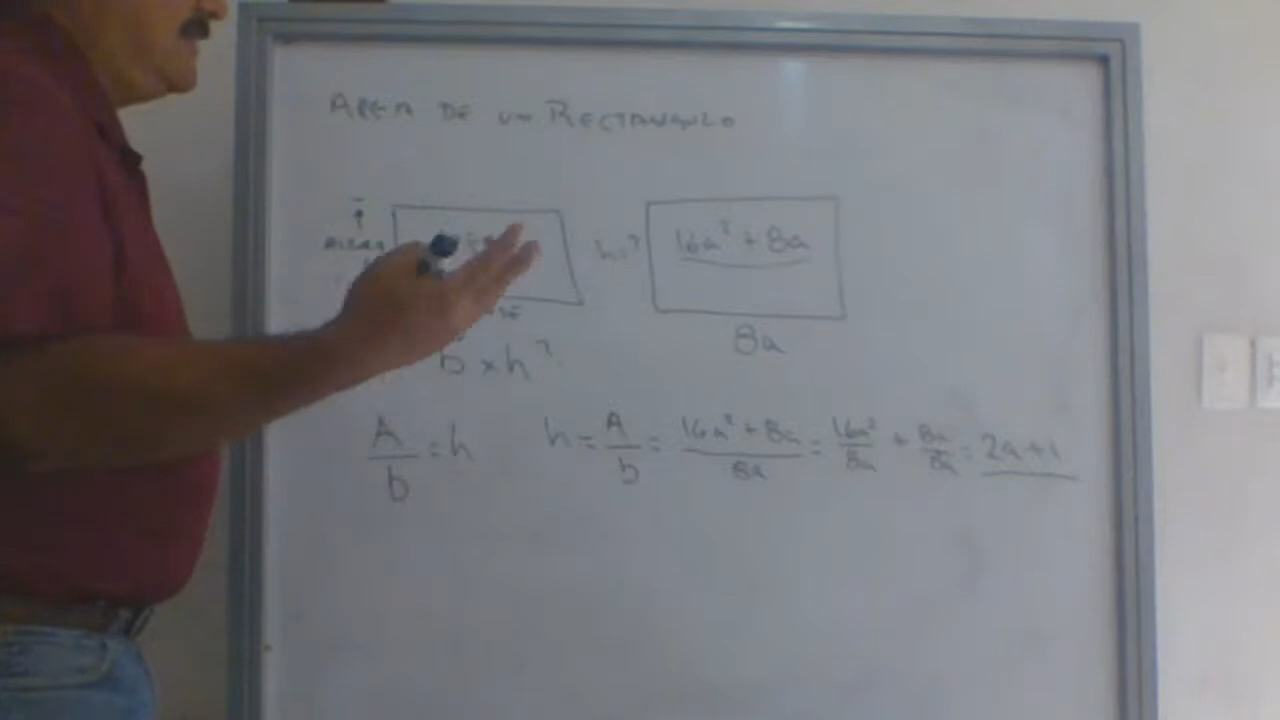 AREA DE UN RECTANGULO
h=? 16a² + 8a
8a
b x h?
A/b = h h = A/b = 16a² + 8a/8a = 16a²/8a + 8a/8a = 2a+1